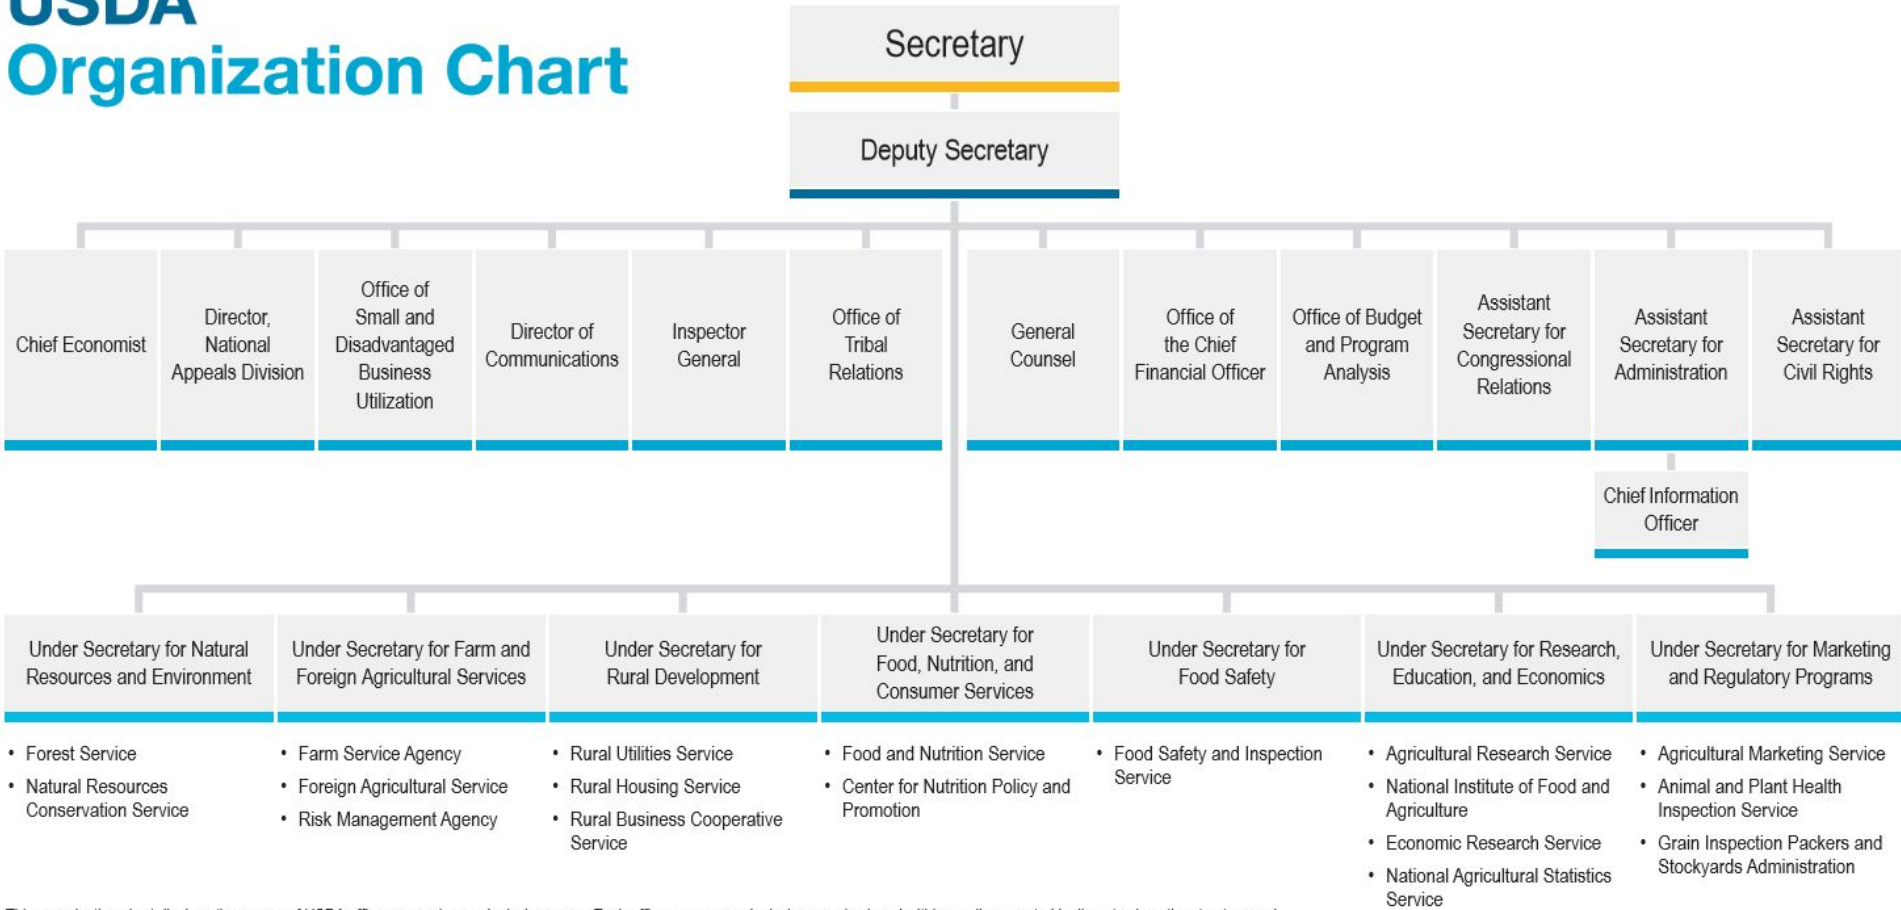 USDA
Organization Chart
Secretary
Deputy Secretary
Chief Economist
Director,
National
Appeals Division
Office of
Small and
Disadvantaged
Business
Utilization
Director of
Communications
Inspector
General
Office of
Tribal
Relations
General
Counsel
Office of
the Chief
Financial Officer
Office of Budget
and Program
Analysis
Assistant
Secretary for
Congressional
Relations
Assistant
Secretary for
Administration
Assistant
Secretary for
Civil Rights
Chief Information
Officer
Under Secretary for Natural
Resources and Environment
• Forest Service
• Natural Resources
Conservation Service
Under Secretary for Farm and
Foreign Agricultural Services
• Farm Service Agency
• Foreign Agricultural Service
• Risk Management Agency
Under Secretary for
Rural Development
• Rural Utilities Service
• Rural Housing Service
• Rural Business Cooperative
Service
Under Secretary for
Food, Nutrition, and
Consumer Services
• Food and Nutrition Service
• Center for Nutrition Policy and
Promotion
Under Secretary for
Food Safety
• Food Safety and Inspection
Service
Under Secretary for Research,
Education, and Economics
• Agricultural Research Service
• National Institute of Food and
Agriculture
• Economic Research Service
• National Agricultural Statistics
Service
Under Secretary for Marketing
and Regulatory Programs
• Agricultural Marketing Service
• Animal and Plant Health
Inspection Service
• Grain Inspection Packers and
Stockyards Administration